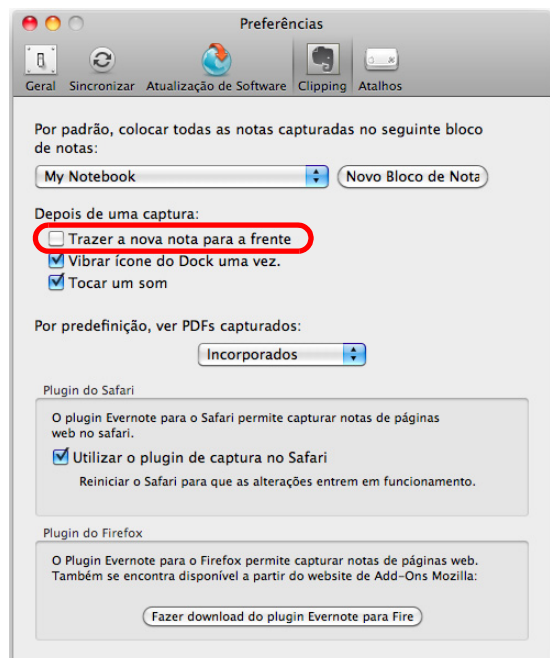 Preferências
Geral Sincronizar Atualização de Software Clipping Atalhos
Por padrão, colocar todas as notas capturadas no seguinte bloco
de notas:
My Notebook Novo Bloco de Nota
Depois de uma captura:
Trazer a nova nota para a frente
Vibrar ícone do Dock uma vez.
Tocar um som
Por predefinição, ver PDFs capturados:
Incorporados
Plugin do Safari
O plugin Evernote para o Safari permite capturar notas de páginas
web no safari.
Utilizar o plugin de captura no Safari
Reiniciar o Safari para que as alterações entrem em funcionamento.
Plugin do Firefox
O Plugin Evernote para o Firefox permite capturar notas de páginas web.
Também se encontra disponível a partir do website de Add-Ons Mozilla:
Fazer download do plugin Evernote para Fire